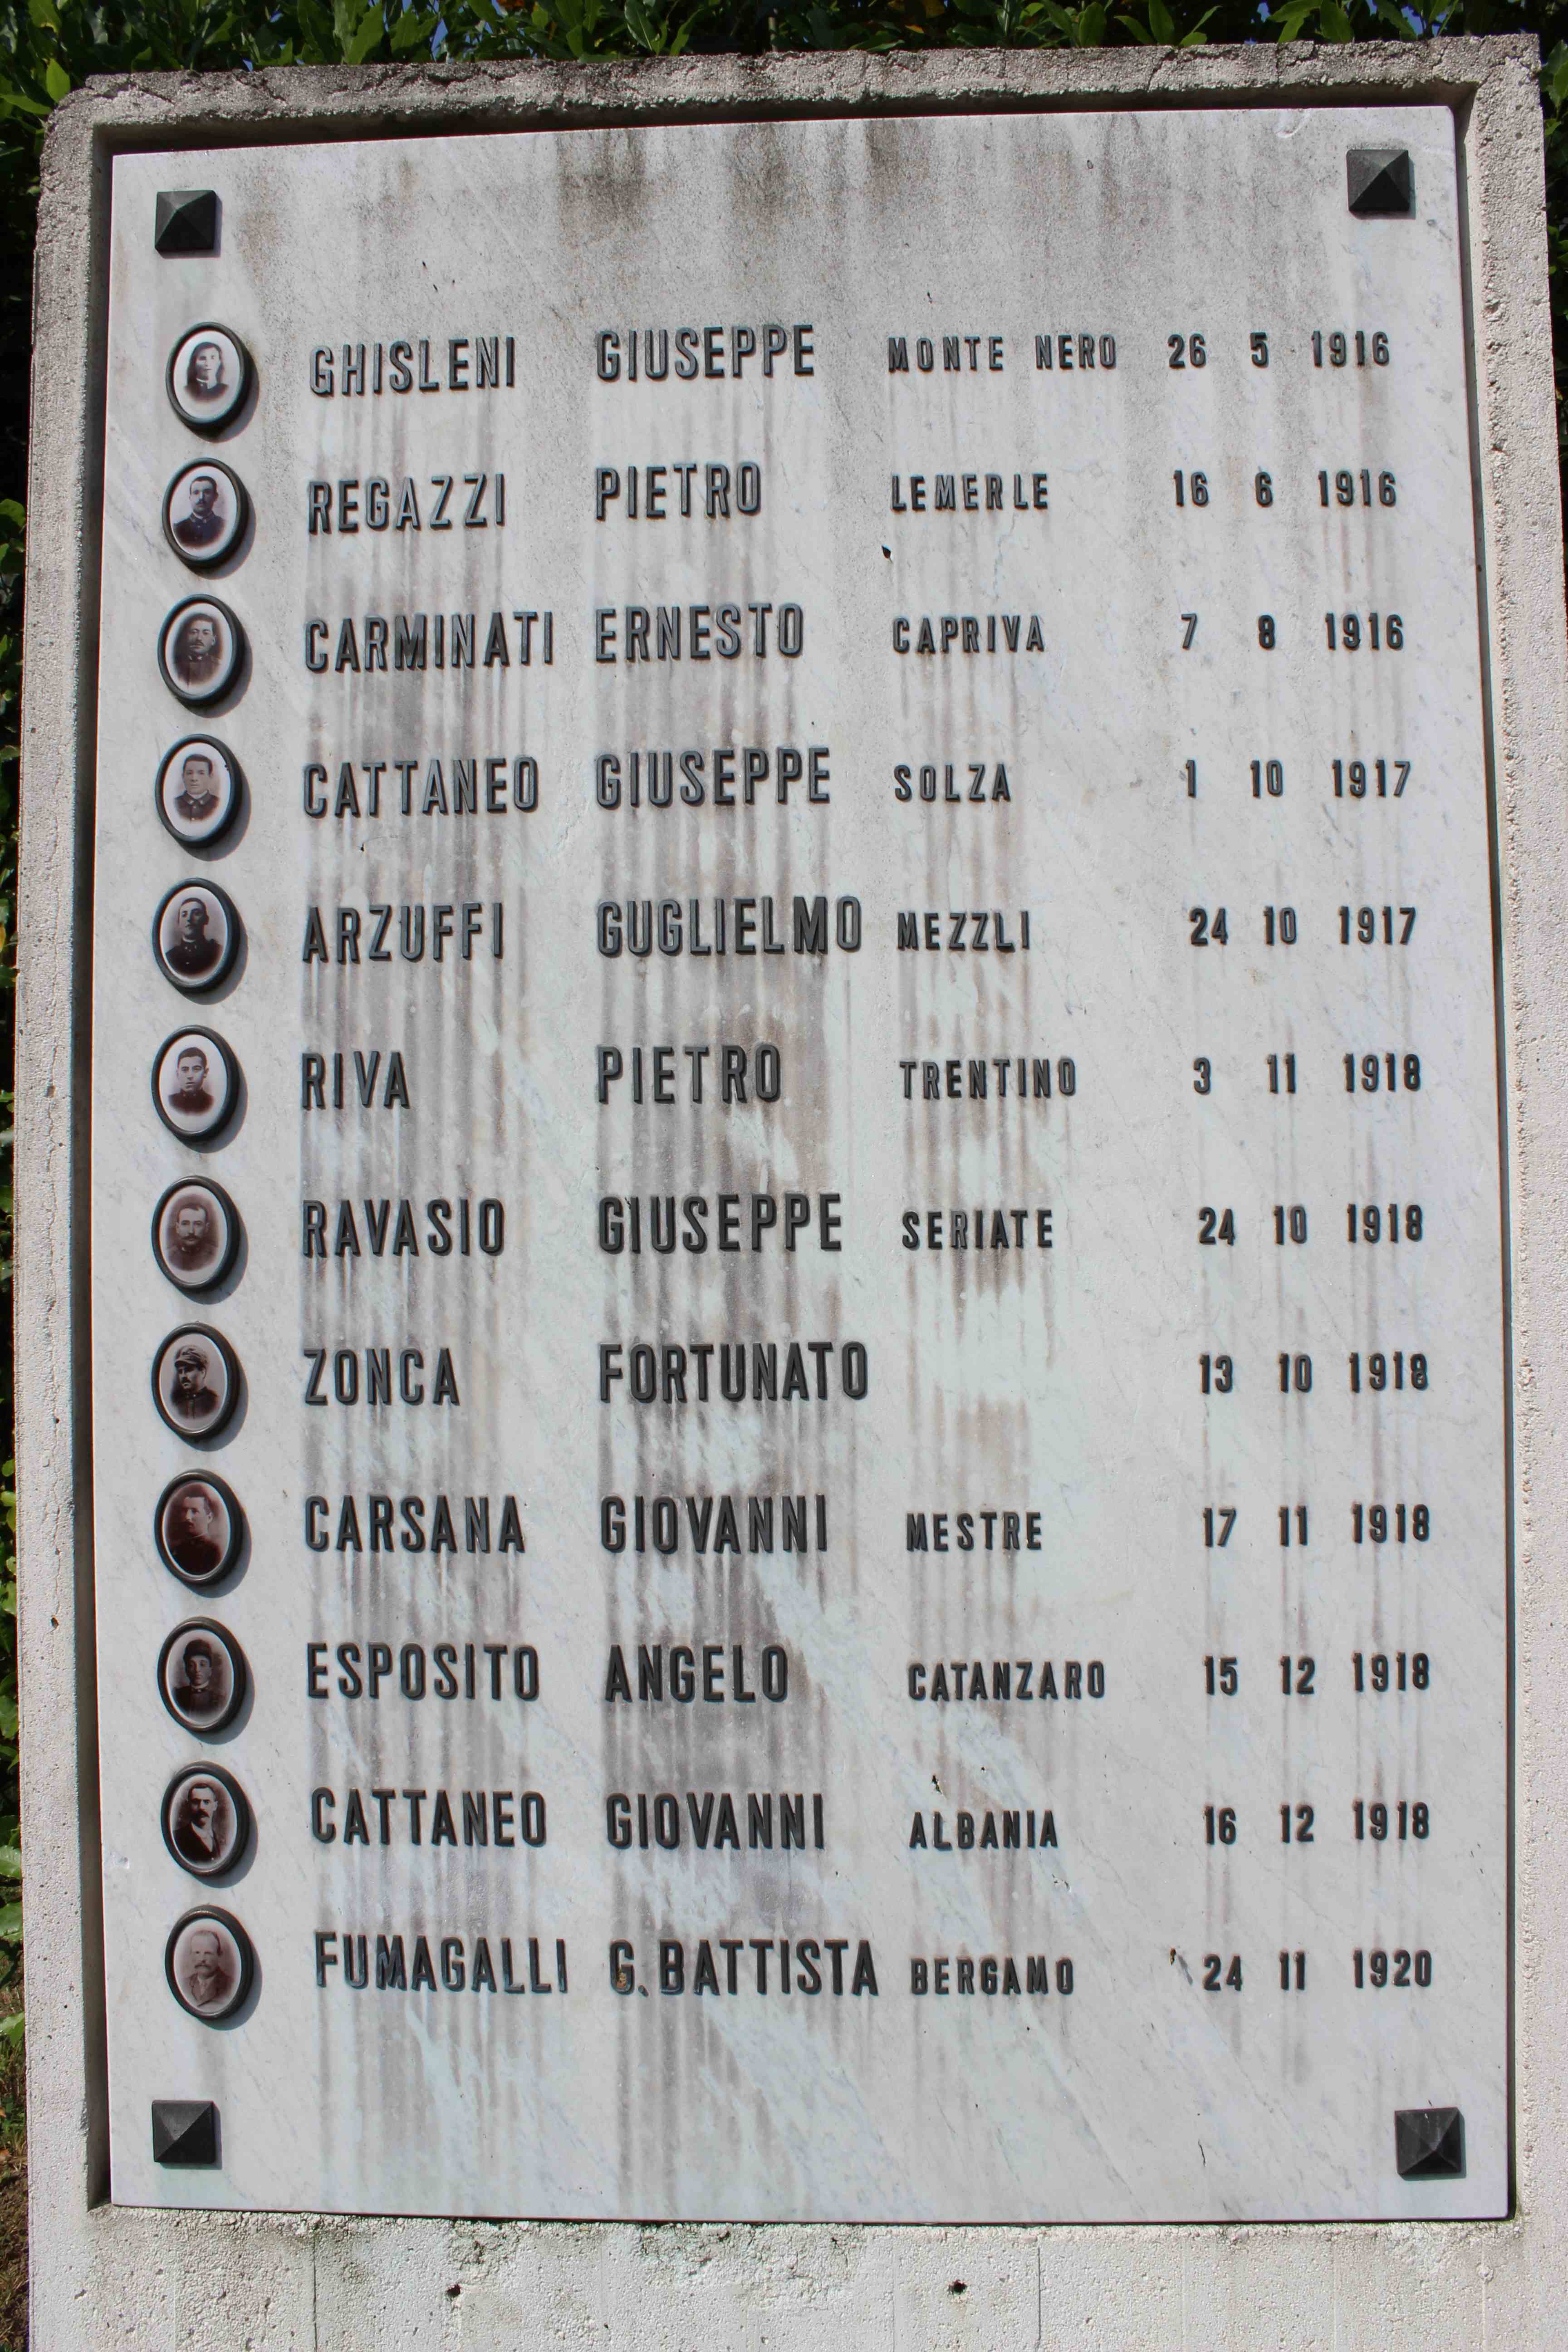 GHISLENI GIUSEPPE MONTE NERO 26 5 1916
REGAZZI PIETRO LEMERLE 16 6 1916
CARMINATI ERNESTO CAPRIVA 7 8 1916
CATTANEO GIUSEPPE SOLZA 1 10 1917
ARZUFFI GUGLIELMO MEZZLI 24 10 1917
RIVA PIETRO TRENTINO 3 11 1918
RAVASIO GIUSEPPE SERIATE 24 10 1918
ZONCA FORTUNATO 13 10 1918
CARSANA GIOVANNI MESTRE 17 11 1918
ESPOSITO ANGELO CATANZARO 15 12 1918
CATTANEO GIOVANNI ALBANIA 16 12 1918
FUMAGALLI G. BATTISTA BERGAMO 24 11 1920